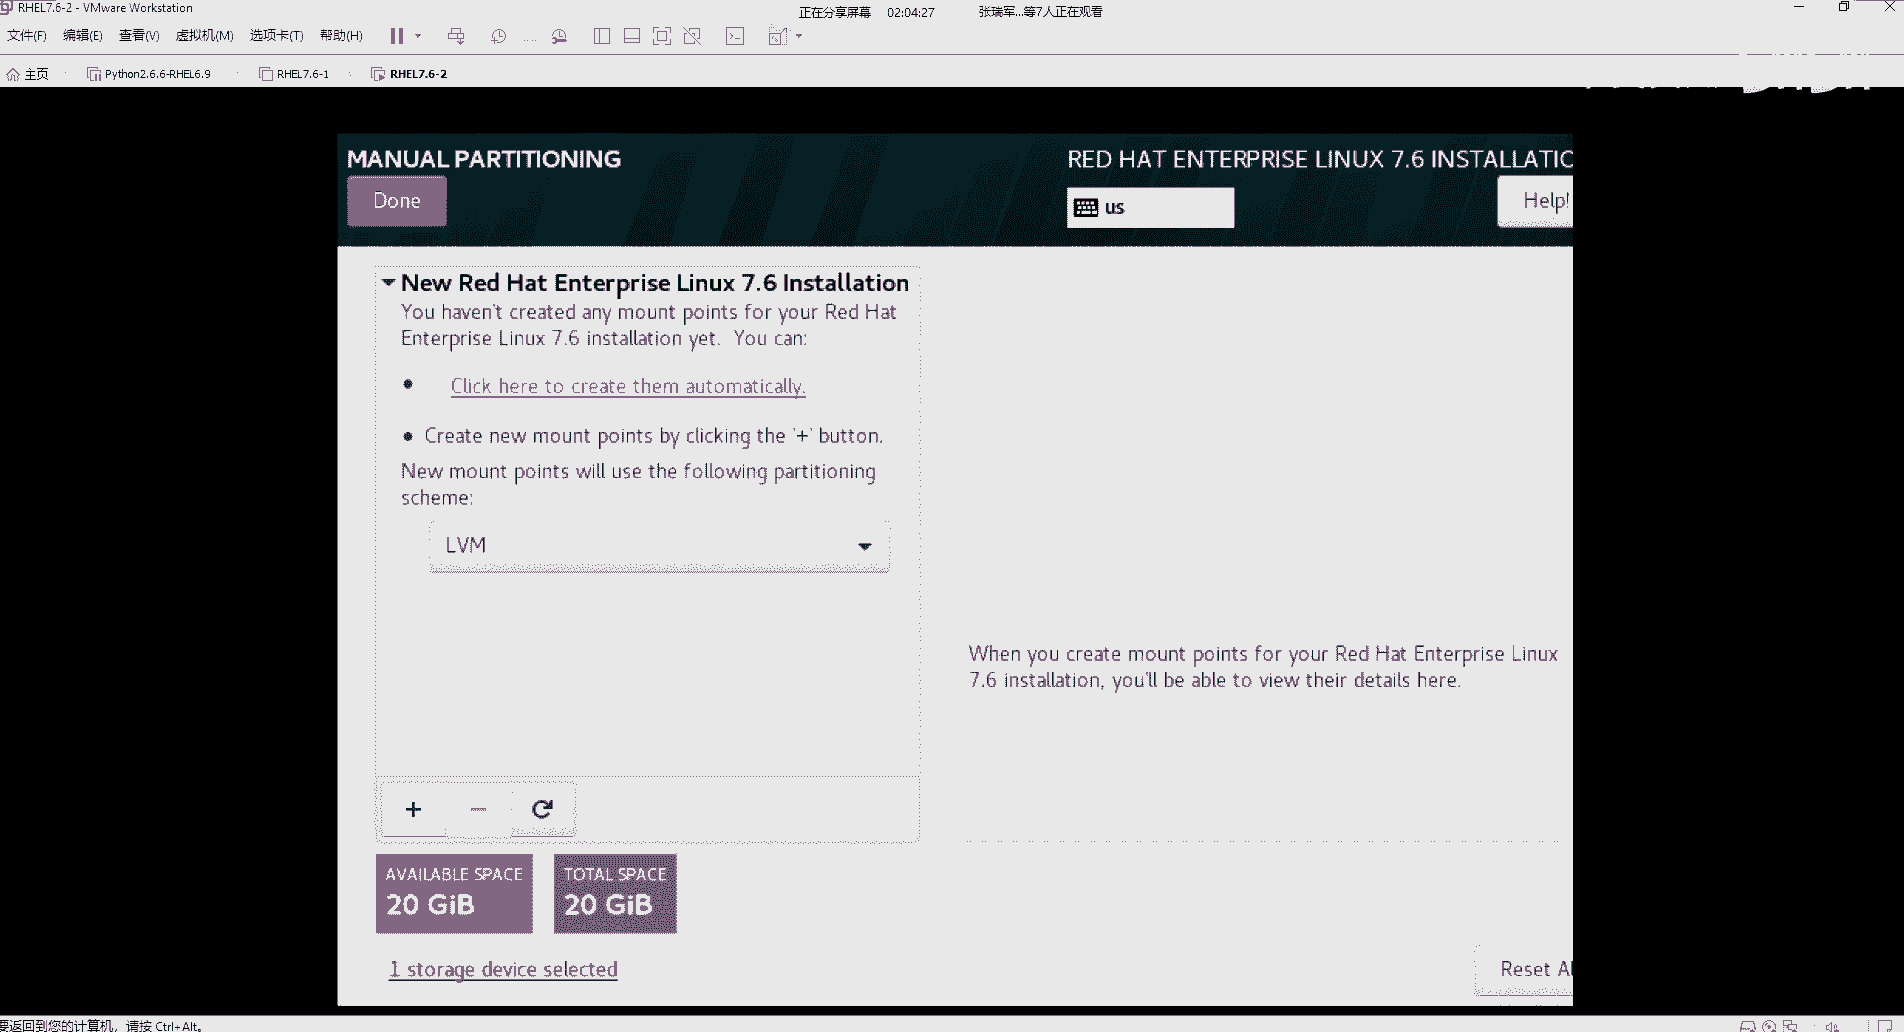 RHEL7.6-2 - VMware Workstation
正在分享屏幕 02:04:27 张瑞军...等7人正在观看
文件(F) 编辑(E) 查看(V) 虚拟机(M) 选项卡(T) 帮助(H)
主页 Python2.6.6-RHEL6.9 RHEL7.6-1 RHEL7.6-2
MANUAL PARTITIONING
RED HAT ENTERPRISE LINUX 7.6 INSTALLATIO
Done
us
Help!
New Red Hat Enterprise Linux 7.6 Installation
You haven't created any mount points for your Red Hat
Enterprise Linux 7.6 installation yet. You can:
Click here to create them automatically.
Create new mount points by clicking the '+' button.
New mount points will use the following partitioning
scheme:
LVM
When you create mount points for your Red Hat Enterprise Linux
7.6 installation, you'll be able to view their details here.
AVAILABLE SPACE
20 GiB
TOTAL SPACE
20 GiB
1 storage device selected
Reset Al
要返回到您的计算机，请按 Ctrl+Alt。